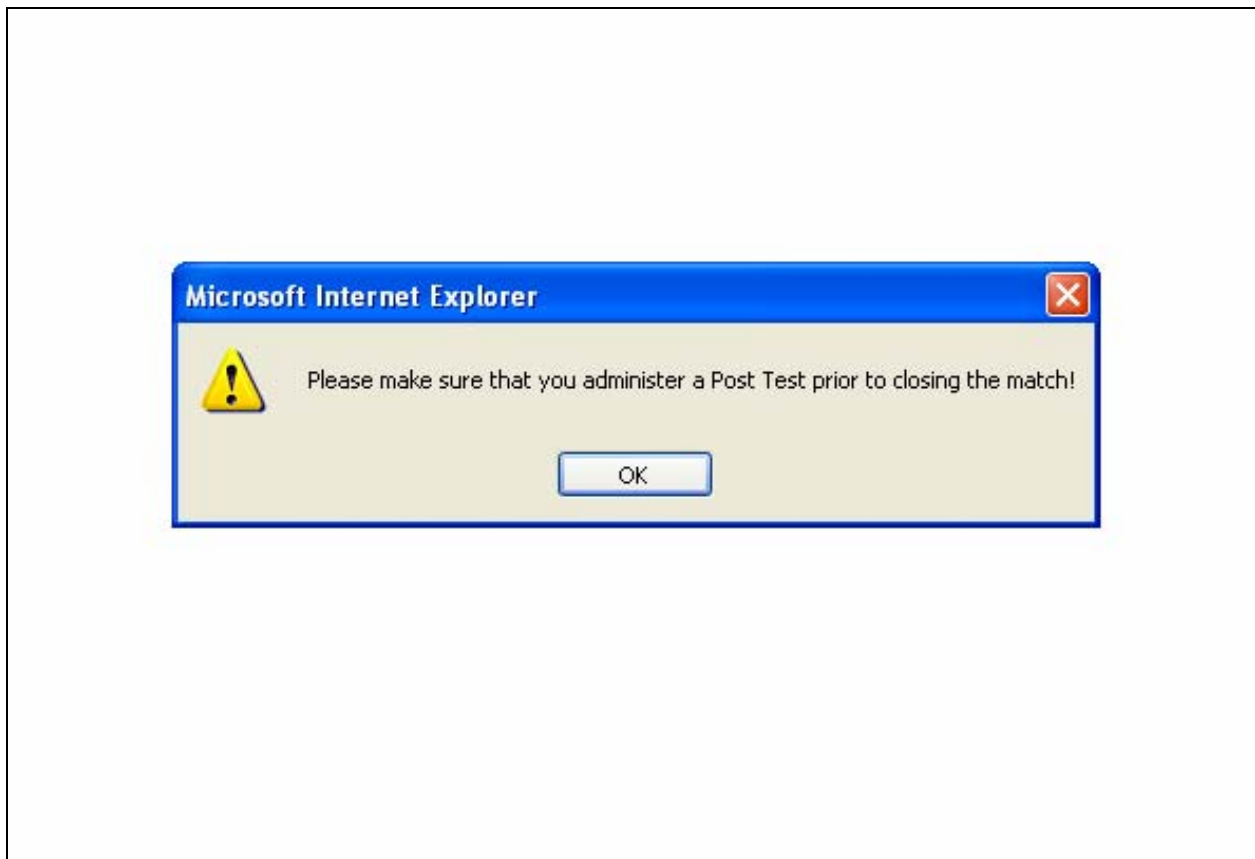 Microsoft Internet Explorer
Please make sure that you administer a Post Test prior to closing the match!
OK